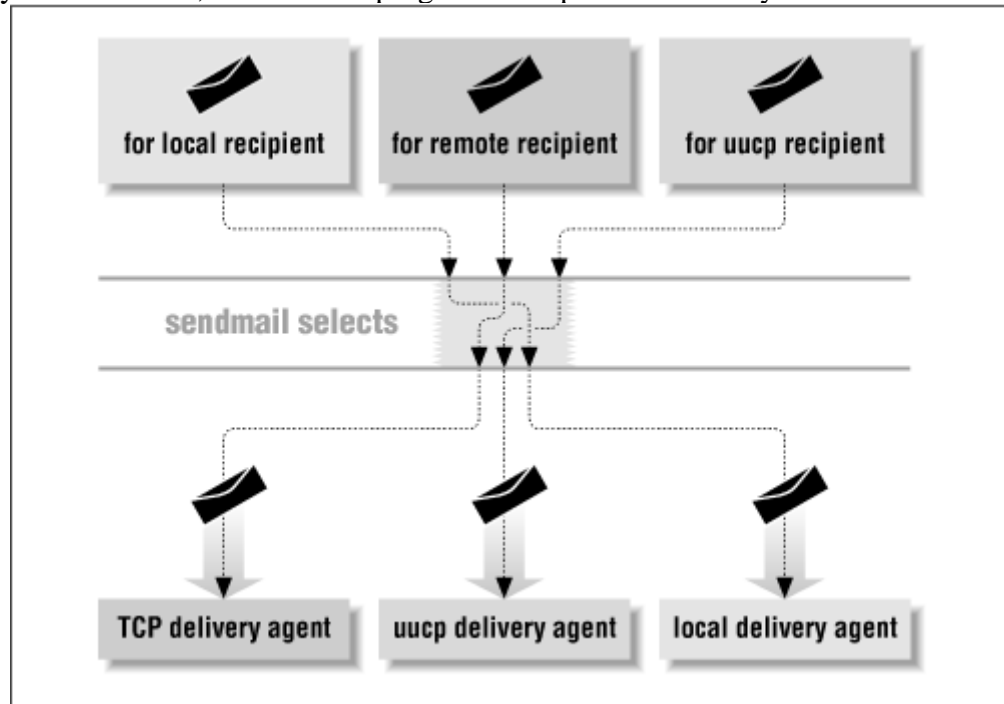 for local recipient
for remote recipient
for uucp recipient
sendmail selects
TCP delivery agent
uucp delivery agent
local delivery agent